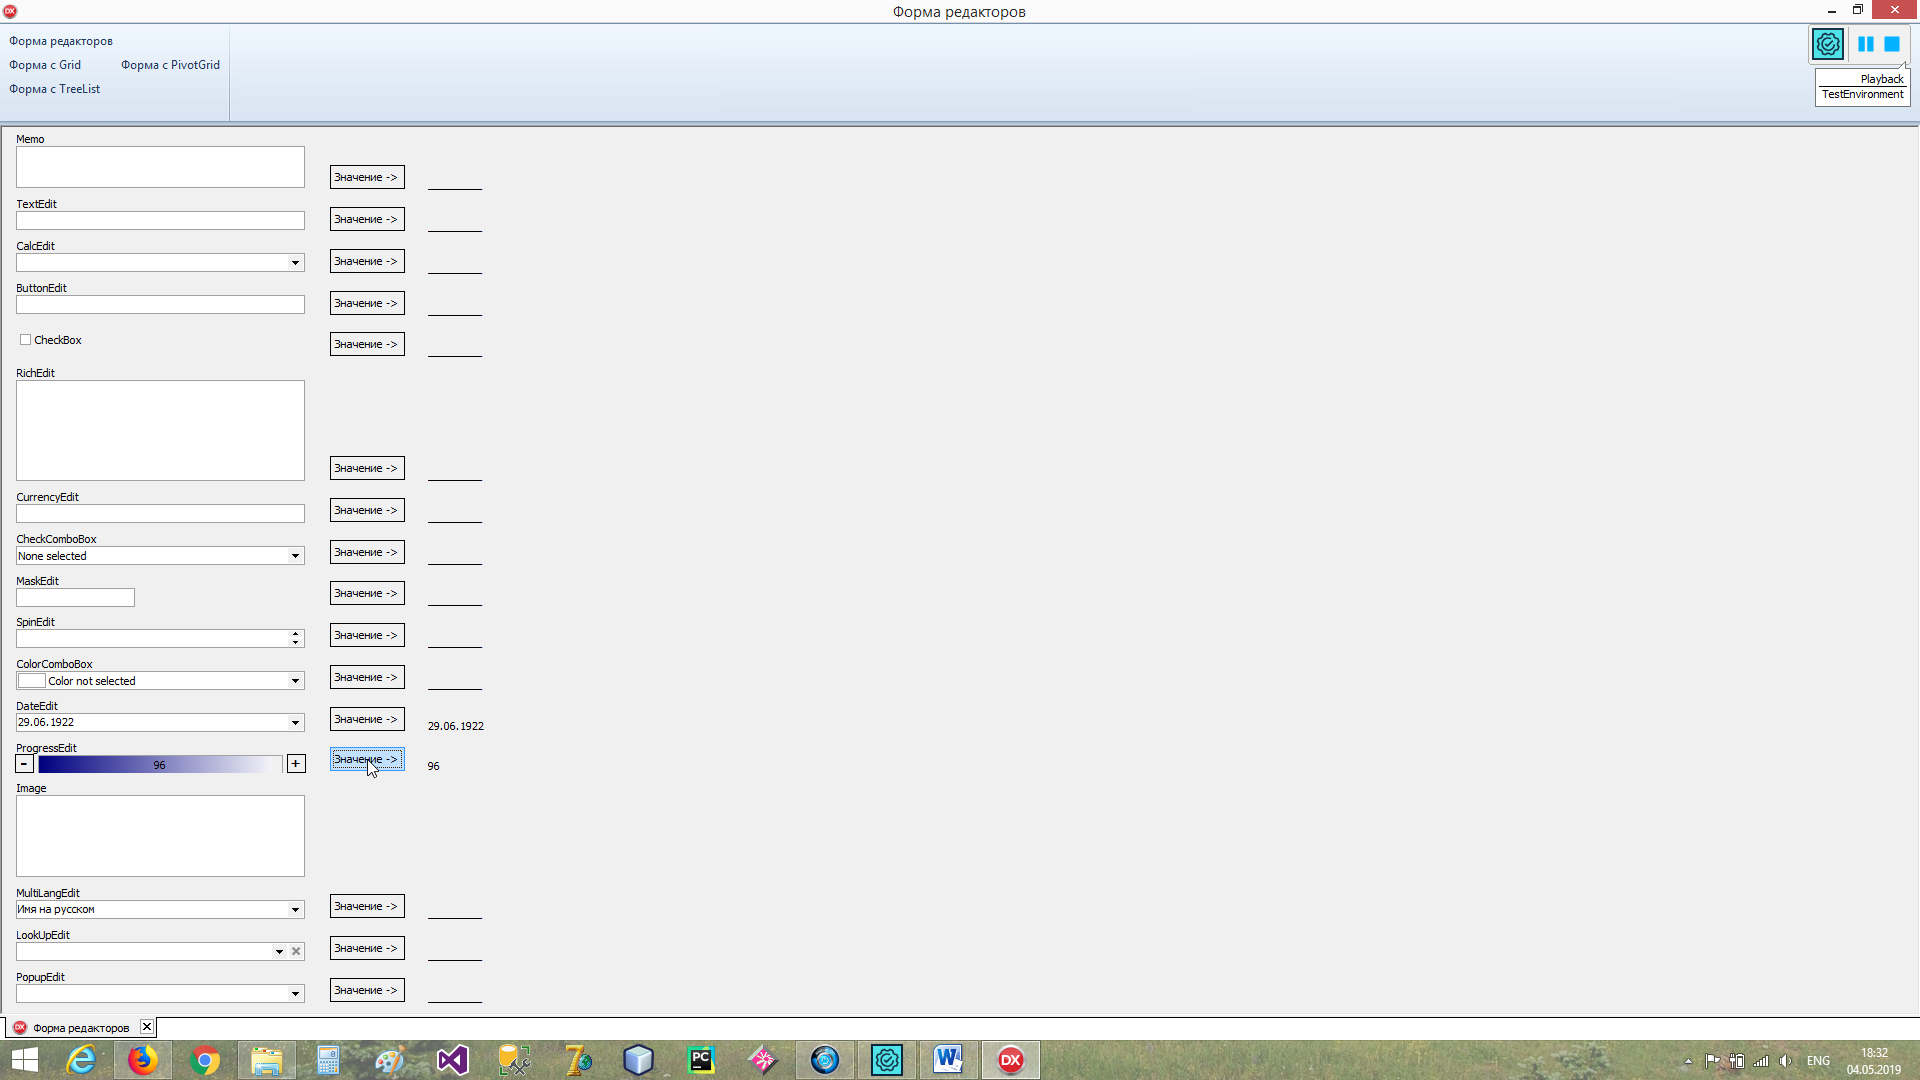 Форма редакторов
Форма редакторов
Форма с Grid Форма с PivotGrid
Форма с TreeList
Playback
TestEnvironment
Memo
Значение ->
TextEdit
Значение ->
CalcEdit
Значение ->
ButtonEdit
Значение ->
CheckBox
Значение ->
RichEdit
Значение ->
CurrencyEdit
Значение ->
CheckComboBox
None selected
Значение ->
MaskEdit
Значение ->
SpinEdit
Значение ->
ColorComboBox
Color not selected
Значение ->
DateEdit
29.06.1922
Значение ->
29.06.1922
ProgressEdit
- 96 +
Значение ->
96
Image
MultiLangEdit
Имя на русском
Значение ->
LookUpEdit
Значение ->
PopupEdit
Значение ->
DX Форма редакторов
PC
W
DX
ENG
18:32
04.05.2019